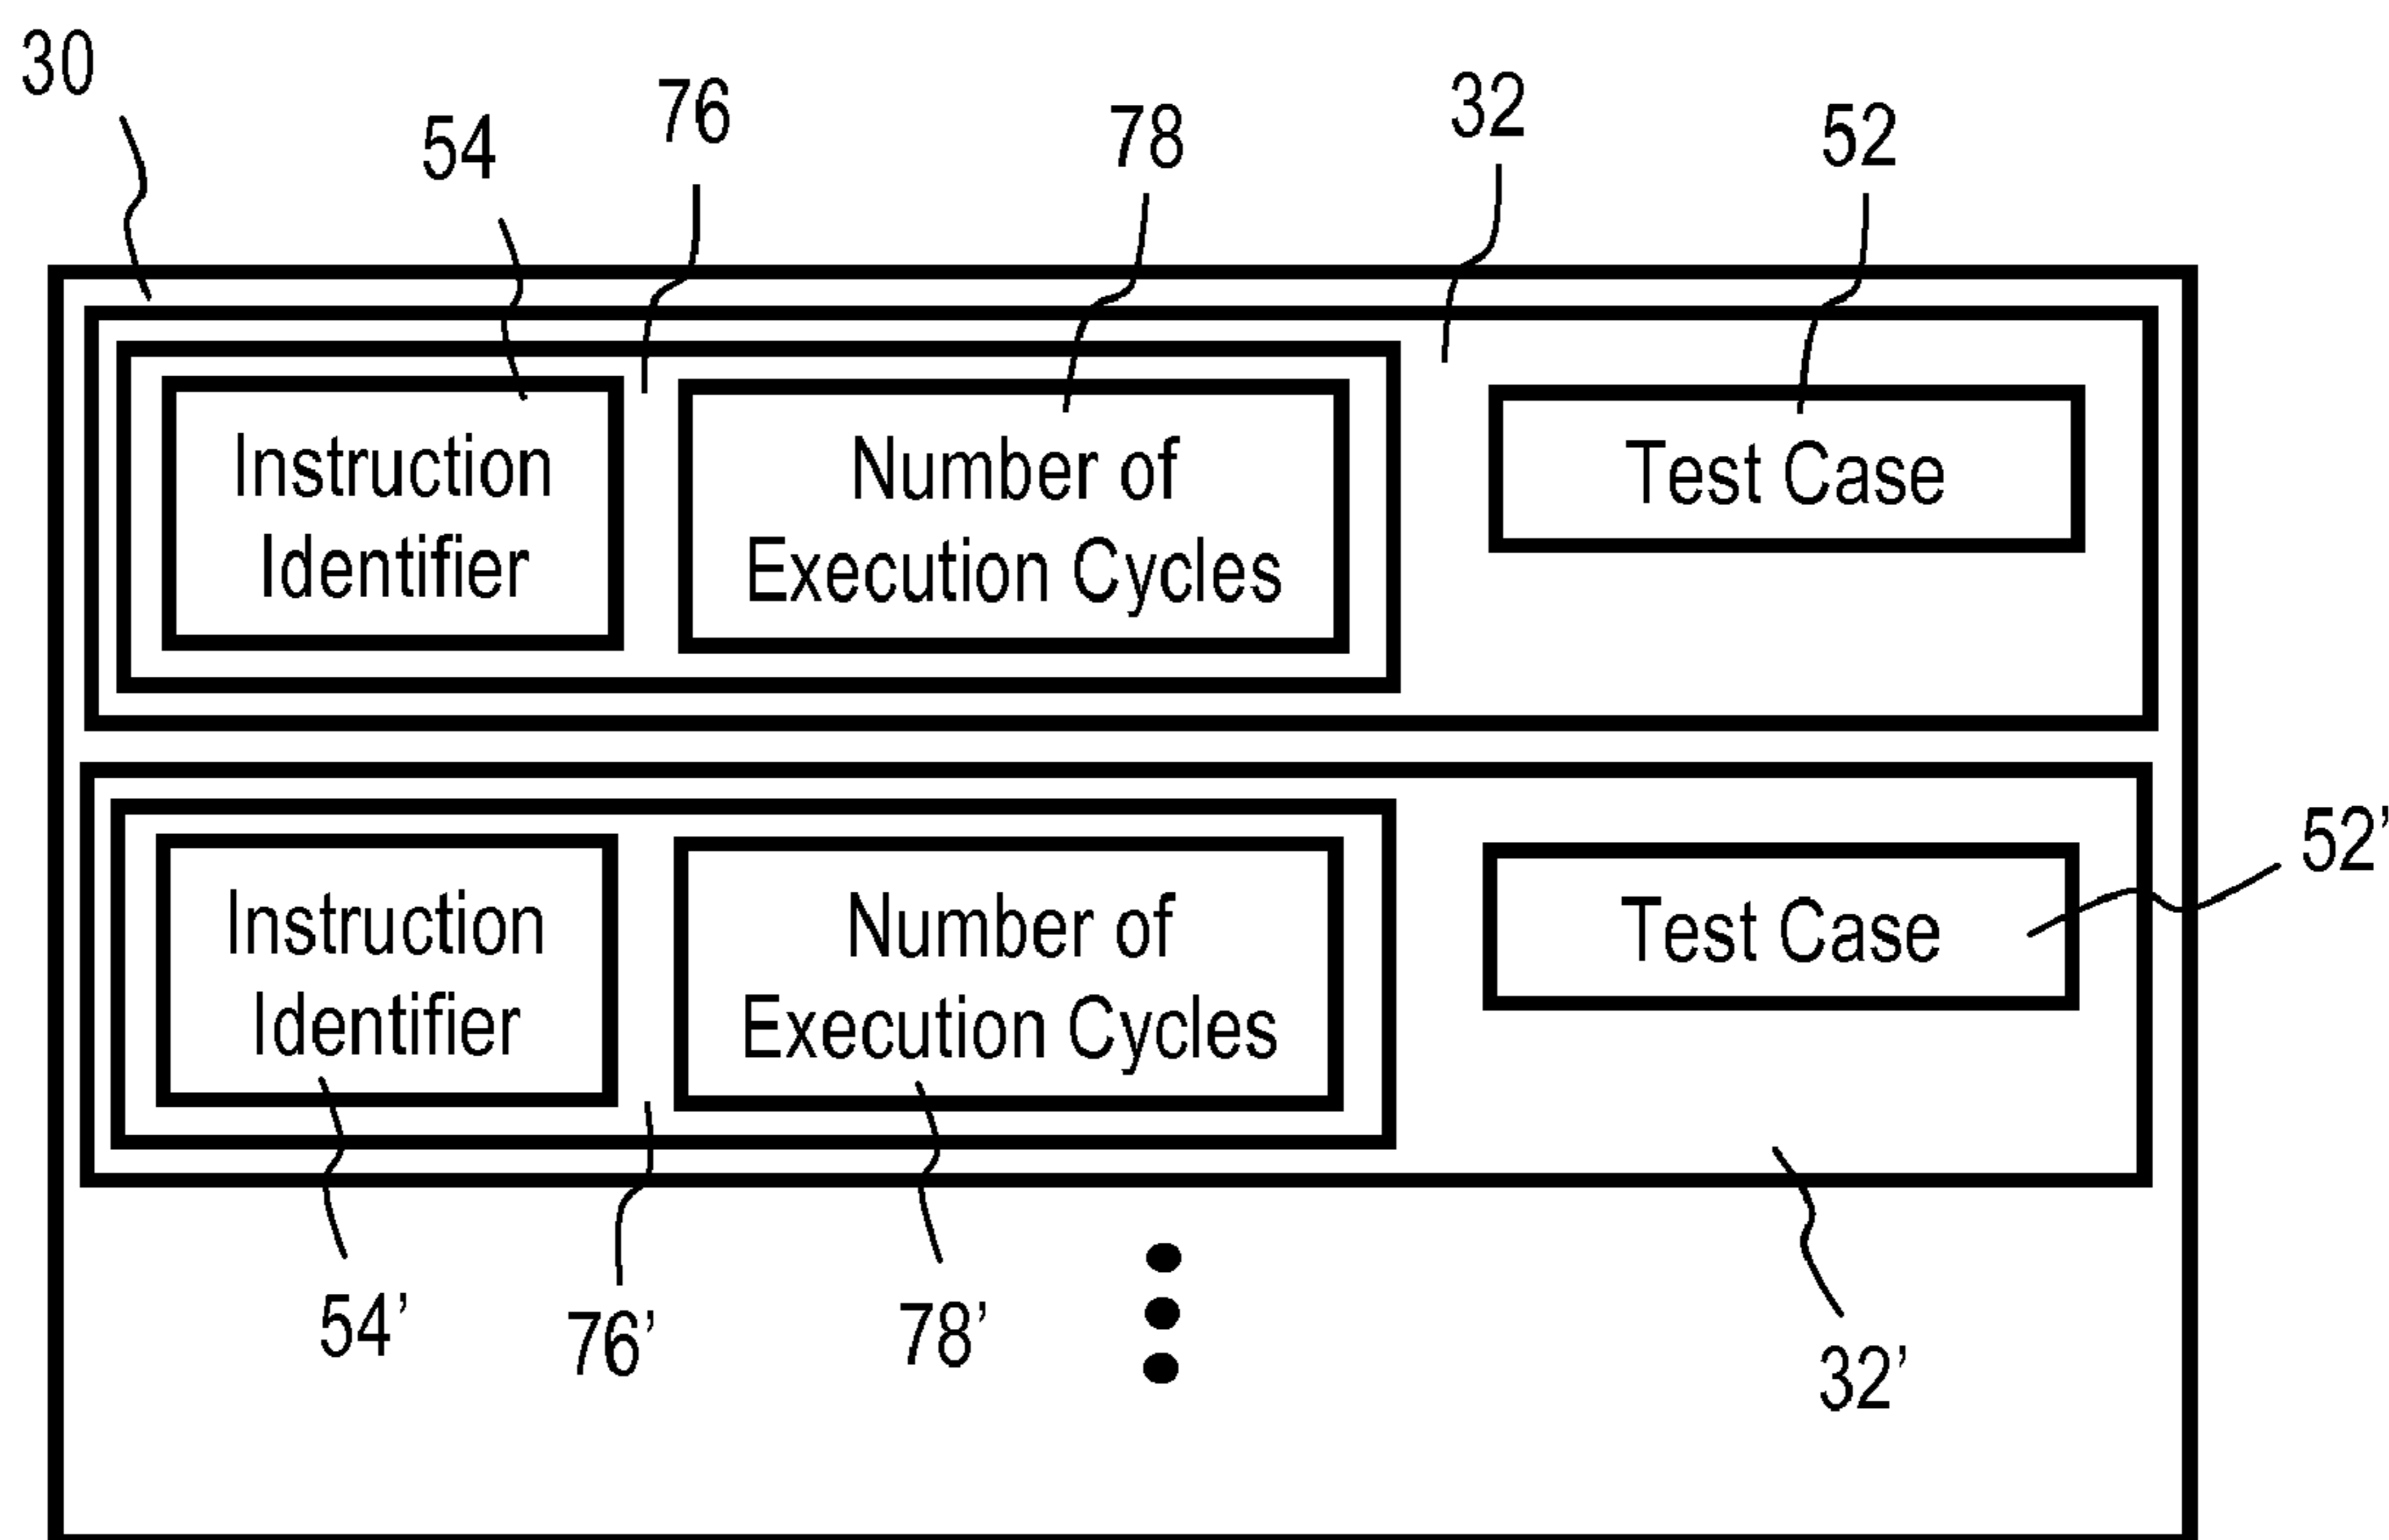 30
54
76
78
32
52
Instruction
Identifier
Number of
Execution Cycles
Test Case
52’
Instruction
Identifier
Number of
Execution Cycles
Test Case
54’
76’
78’
32’